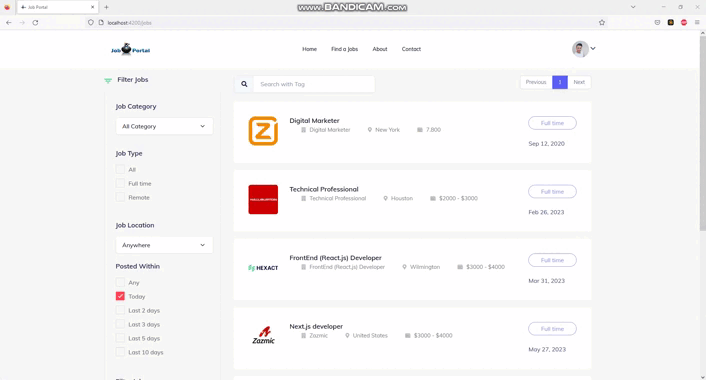 www.BANDICAM.com
Job Portal
localhost:4200/jobs
Job Portal
Home
Find a Jobs
About
Contact
Filter Jobs
Search with Tag
Previous
1
Next
Job Category
All Category
Job Type
All
Full time
Remote
Job Location
Anywhere
Posted Within
Any
Today
Last 2 days
Last 3 days
Last 5 days
Last 10 days
Digital Marketer
Digital Marketer
New York
7.800
Full time
Sep 12, 2020
Technical Professional
Technical Professional
Houston
$2000 - $3000
Full time
Feb 26, 2023
HALLIBURTON
FrontEnd (React.js) Developer
FrontEnd (React.js) Developer
Wilmington
$3000 - $4000
Full time
Mar 31, 2023
HEXACT
Next.js developer
Zazmic
United States
$3000 - $4000
Full time
May 27, 2023
Zazmic